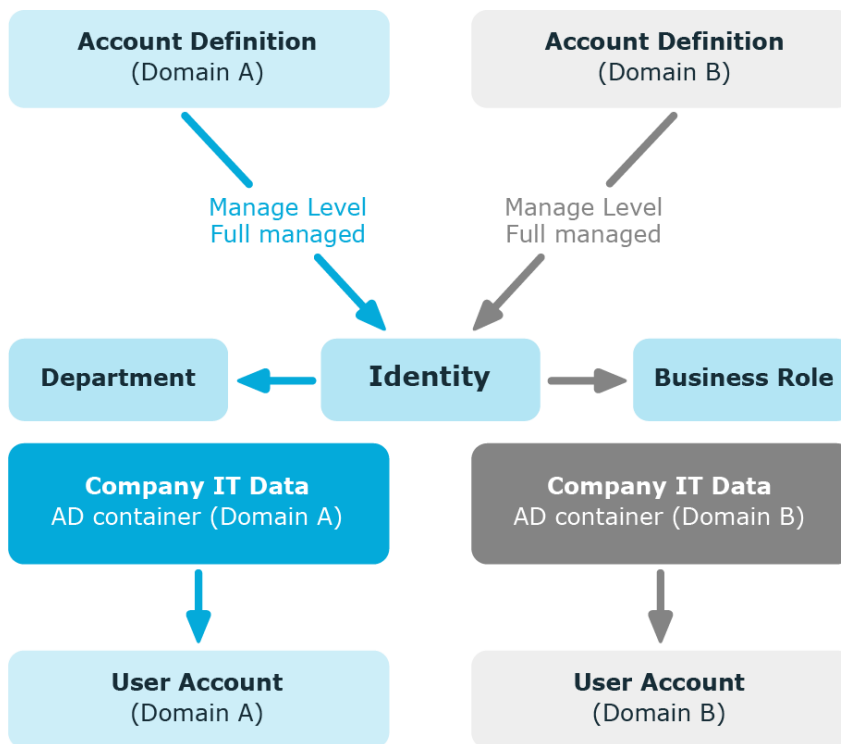 Account Definition
(Domain A)
Account Definition
(Domain B)
Manage Level
Full managed
Manage Level
Full managed
Department
Identity
Business Role
Company IT Data
AD container (Domain A)
Company IT Data
AD container (Domain B)
User Account
(Domain A)
User Account
(Domain B)